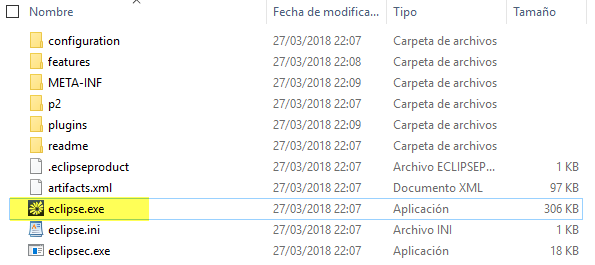 Nombre Fecha de modifica... Tipo Tamaño
configuration 27/03/2018 22:07 Carpeta de archivos
features 27/03/2018 22:08 Carpeta de archivos
META-INF 27/03/2018 22:09 Carpeta de archivos
p2 27/03/2018 22:07 Carpeta de archivos
plugins 27/03/2018 22:09 Carpeta de archivos
readme 27/03/2018 22:07 Carpeta de archivos
.eclipseproduct 27/03/2018 22:07 Archivo ECLIPSEP... 1 KB
artifacts.xml 27/03/2018 22:07 Documento XML 97 KB
eclipse.exe 27/03/2018 22:07 Aplicación 306 KB
eclipse.ini 27/03/2018 22:07 Archivo INI 1 KB
eclipsec.exe 27/03/2018 22:07 Aplicación 18 KB